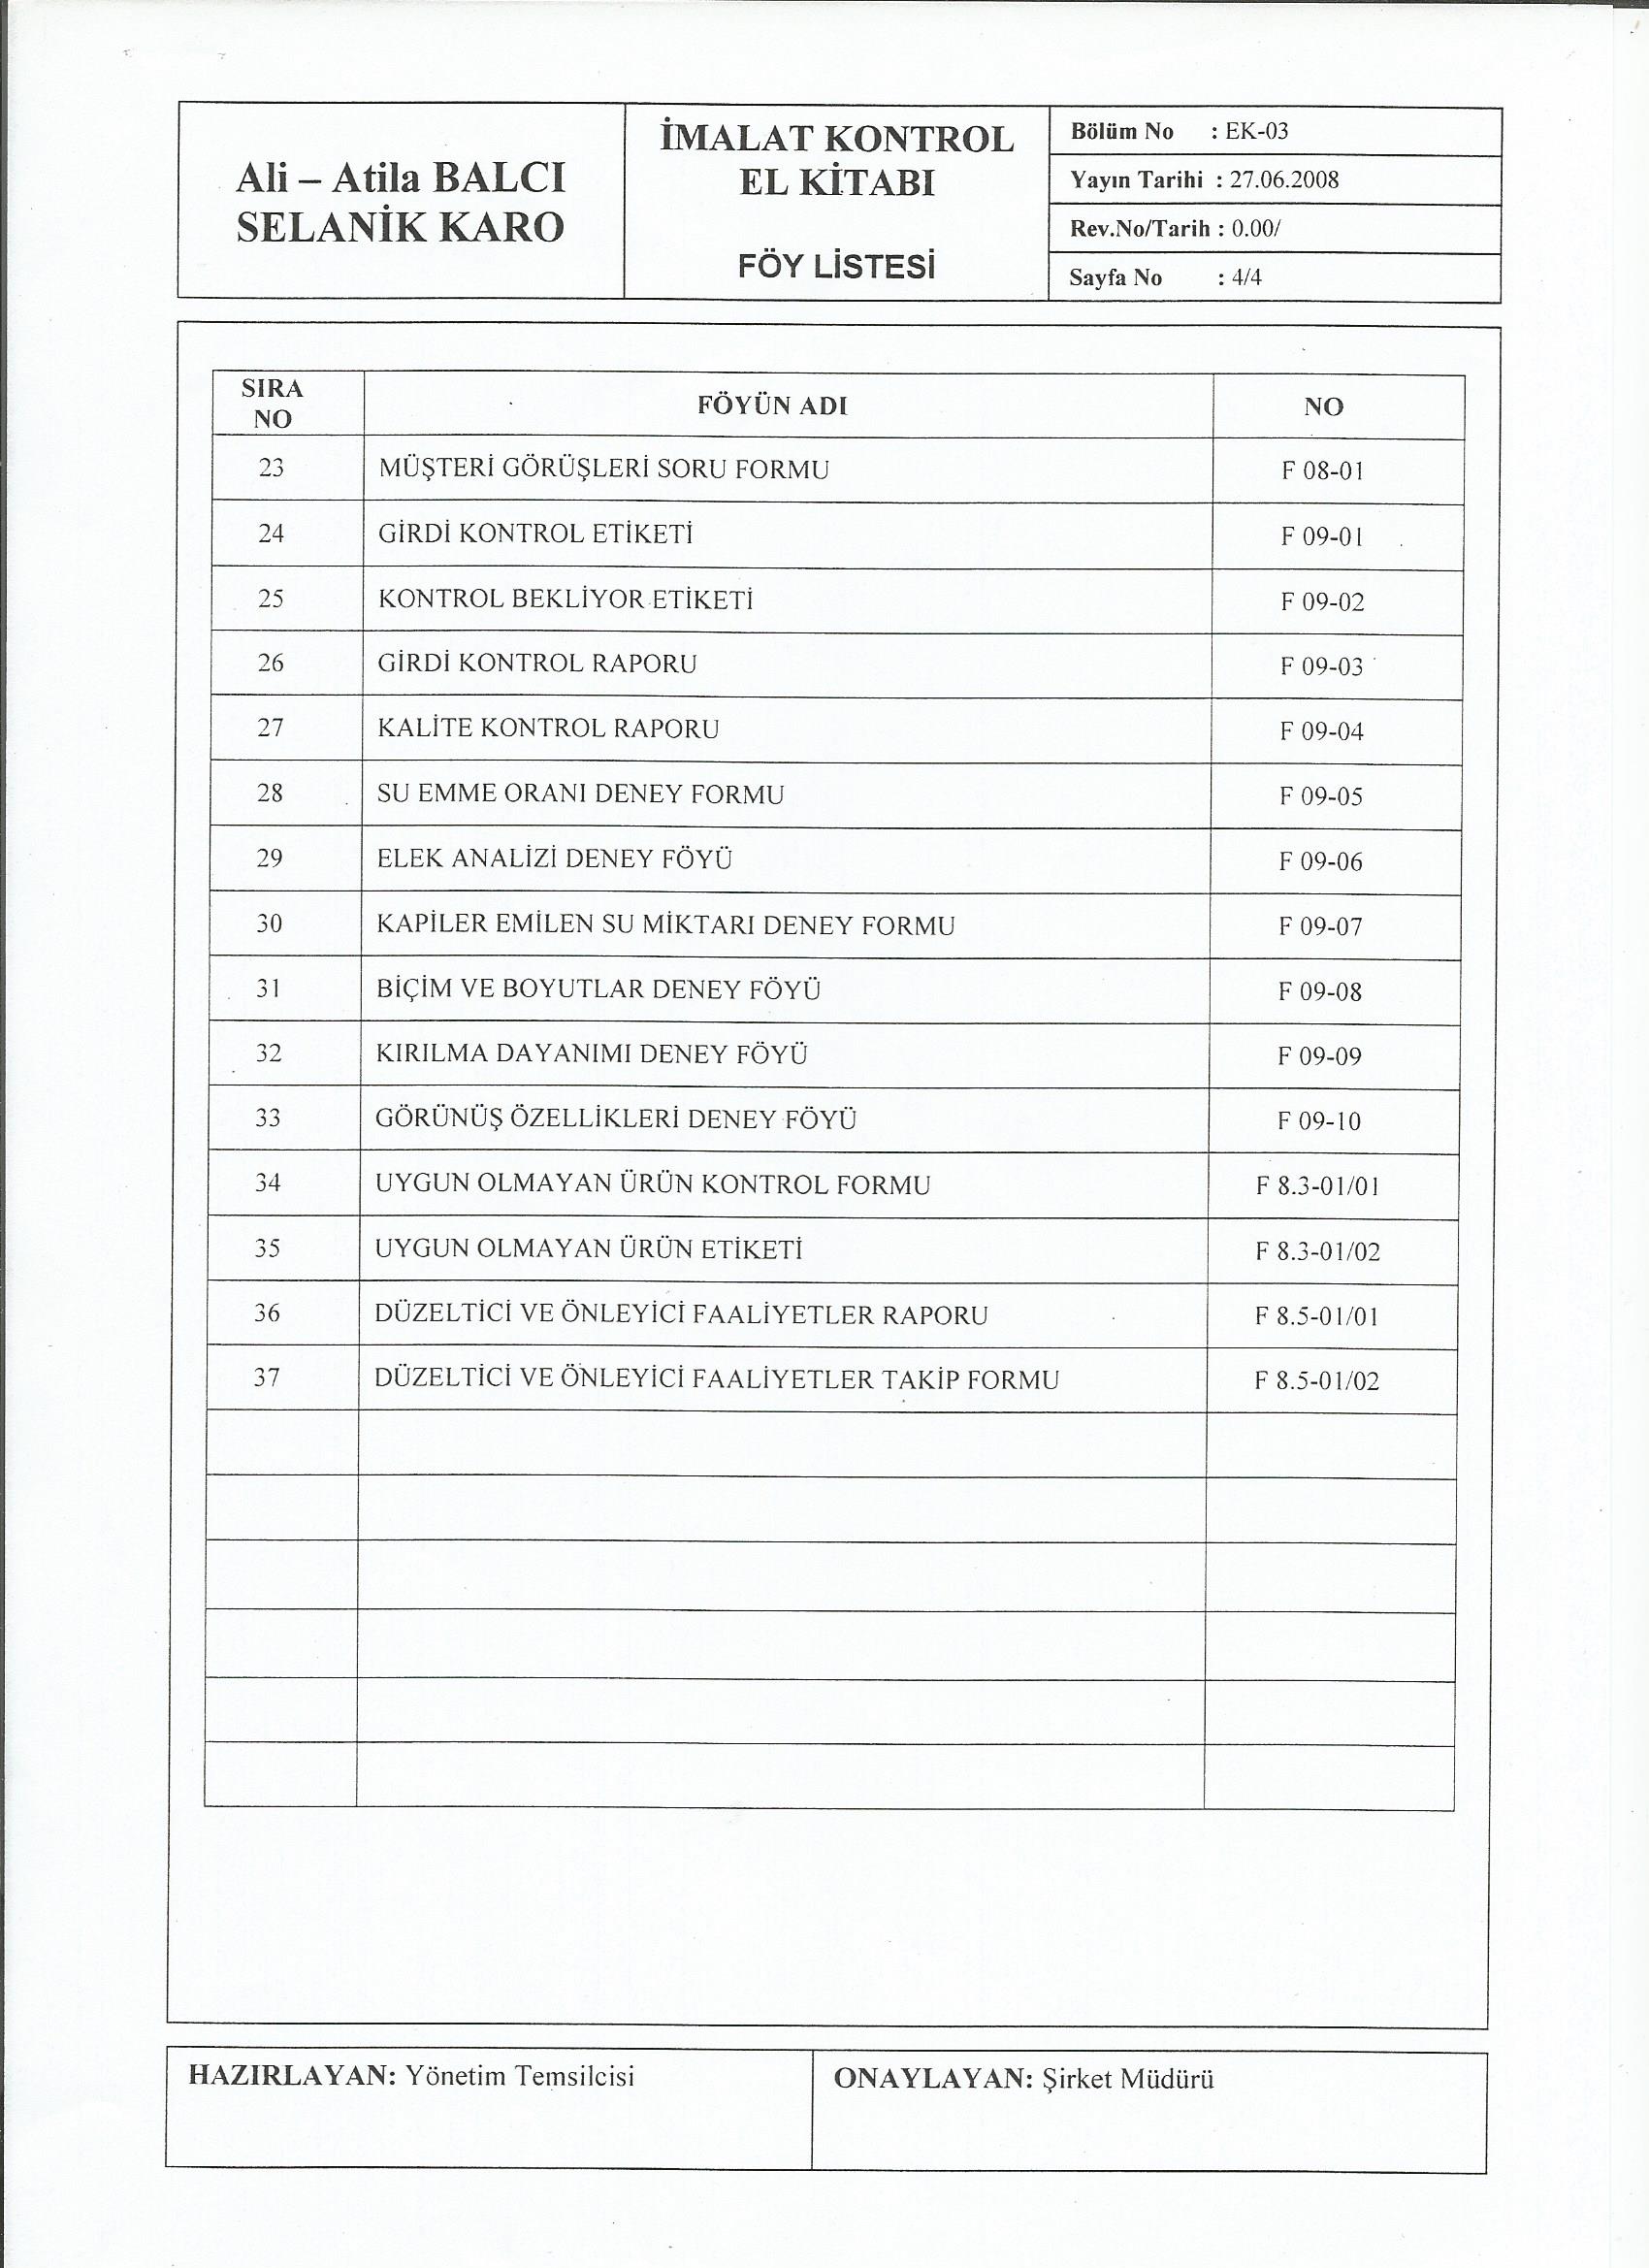 Ali – Atila BALCI
SELANİK KARO
İMALAT KONTROL
EL KİTABI
FÖY LİSTESİ
Bölüm No : EK-03
Yayın Tarihi : 27.06.2008
Rev.No/Tarih : 0.00/
Sayfa No : 4/4
SIRA
NO
FÖYÜN ADI
NO
23 MÜŞTERİ GÖRÜŞLERİ SORU FORMU F 08-01
24 GİRDİ KONTROL ETİKETİ F 09-01
25 KONTROL BEKLİYOR ETİKETİ F 09-02
26 GİRDİ KONTROL RAPORU F 09-03
27 KALİTE KONTROL RAPORU F 09-04
28 SU EMME ORANI DENEY FORMU F 09-05
29 ELEK ANALİZİ DENEY FÖYÜ F 09-06
30 KAPİLER EMİLEN SU MİKTARI DENEY FORMU F 09-07
31 BİÇİM VE BOYUTLAR DENEY FÖYÜ F 09-08
32 KIRILMA DAYANIMI DENEY FÖYÜ F 09-09
33 GÖRÜNÜŞ ÖZELLİKLERİ DENEY FÖYÜ F 09-10
34 UYGUN OLMAYAN ÜRÜN KONTROL FORMU F 8.3-01/01
35 UYGUN OLMAYAN ÜRÜN ETİKETİ F 8.3-01/02
36 DÜZELTİCİ VE ÖNLEYİCİ FAALİYETLER RAPORU F 8.5-01/01
37 DÜZELTİCİ VE ÖNLEYİCİ FAALİYETLER TAKİP FORMU F 8.5-01/02
HAZIRLAYAN: Yönetim Temsilcisi
ONAYLAYAN: Şirket Müdürü